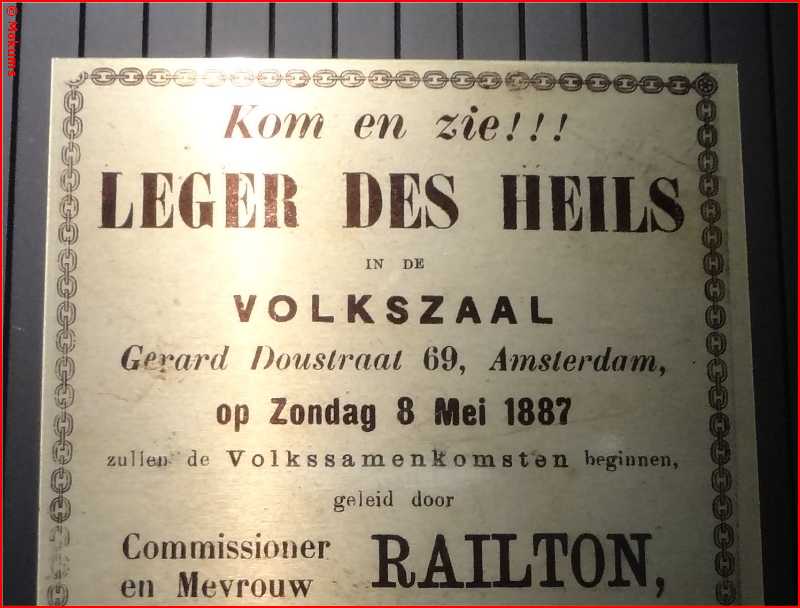 © Mokums
Kom en zie!!!
LEGER DES HEILS
IN DE
VOLKSZAAL
Gerard Doustraat 69, Amsterdam,
op Zondag 8 Mei 1887
zullen de Volkssamenkomsten beginnen,
geleid door
Commissioner
en Mevrouw
RAILTON,